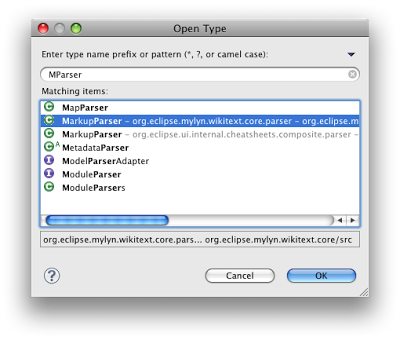 Open Type
Enter type name prefix or pattern (*, ?, or camel case):
MParser
Matching items:
MapParser
MarkupParser – org.eclipse.mylyn.wikitext.core.parser – org.eclipse.m
MarkupParser – org.eclipse.ui.internal.cheatsheets.composite.parser –
A MetadataParser
ModelParserAdapter
ModuleParser
ModuleParsers
org.eclipse.mylyn.wikitext.core.pars... org.eclipse.mylyn.wikitext.core/src
? Cancel OK